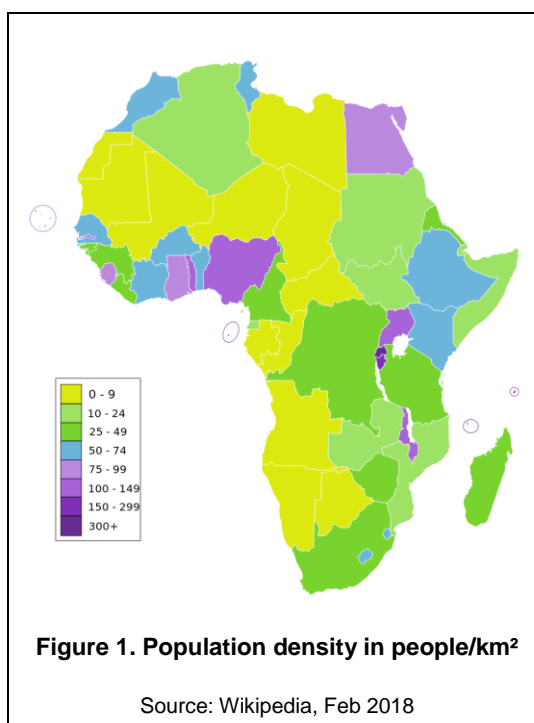 0 - 9
10 - 24
25 - 49
50 - 74
75 - 99
100 - 149
150 - 299
300+
Figure 1. Population density in people/km²
Source: Wikipedia, Feb 2018